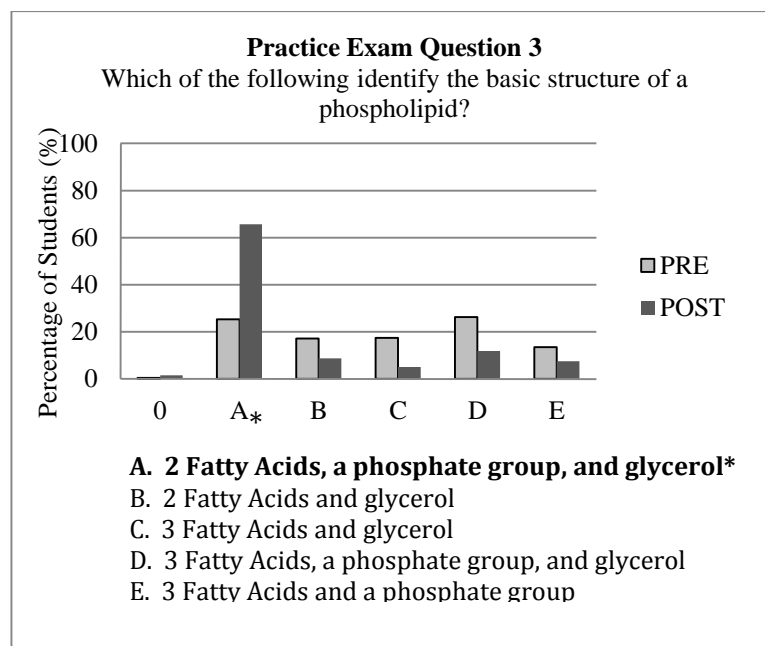 Practice Exam Question 3
Which of the following identify the basic structure of a
phospholipid?
Percentage of Students (%)
100
80
60
40
20
0
0
A*
B
C
D
E
PRE
POST
A. 2 Fatty Acids, a phosphate group, and glycerol*
B. 2 Fatty Acids and glycerol
C. 3 Fatty Acids and glycerol
D. 3 Fatty Acids, a phosphate group, and glycerol
E. 3 Fatty Acids and a phosphate group